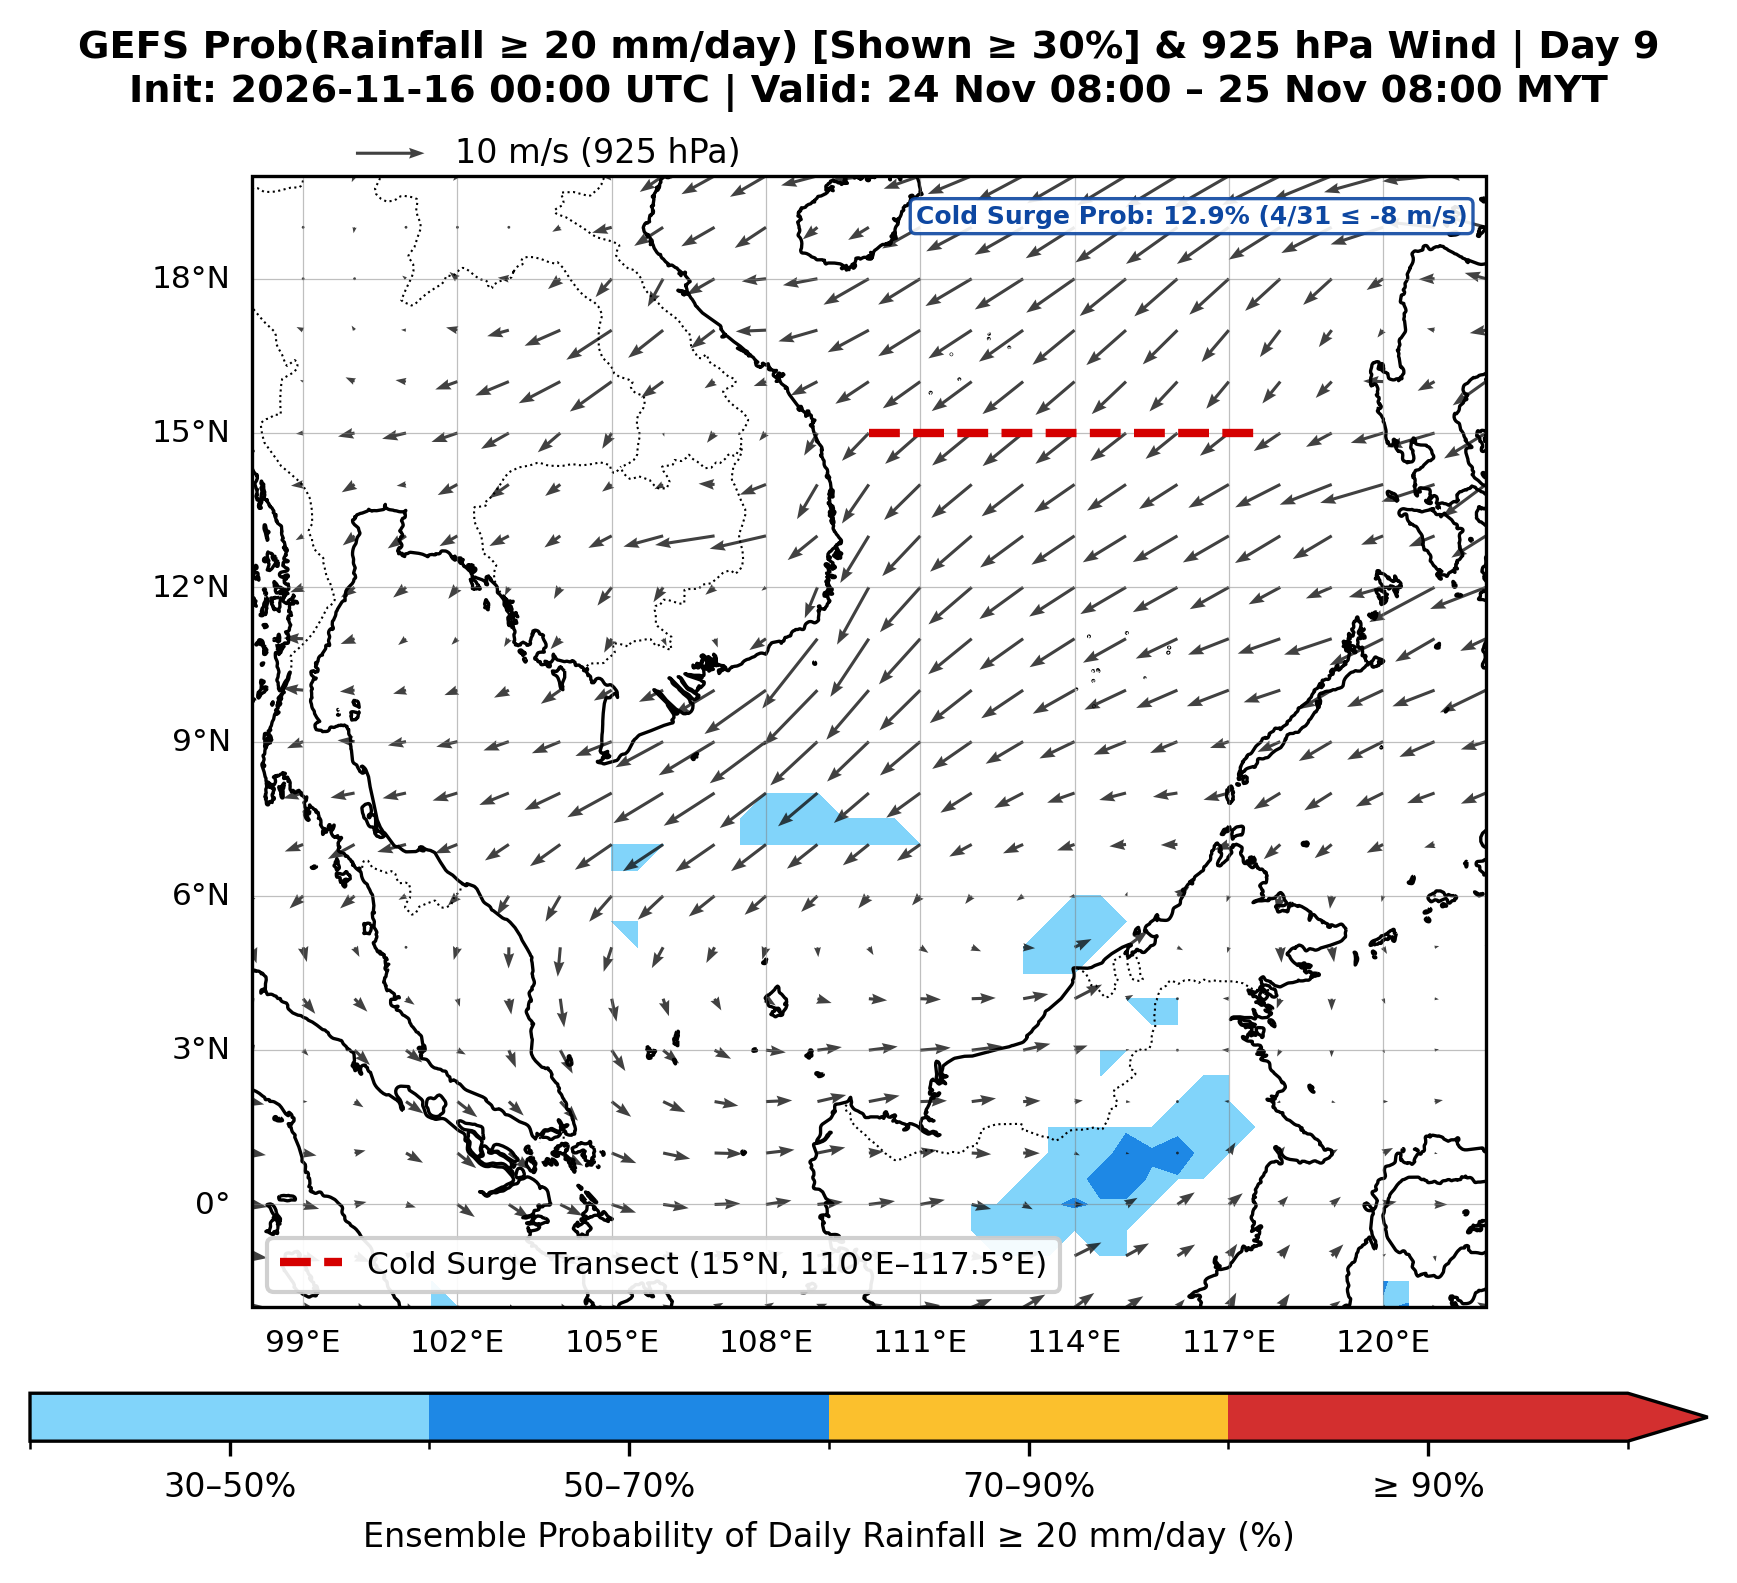 GEFS Prob(Rainfall ≥ 20 mm/day) [Shown ≥ 30%] & 925 hPa Wind | Day 9
Init: 2026-11-16 00:00 UTC | Valid: 24 Nov 08:00 – 25 Nov 08:00 MYT
10 m/s (925 hPa)
Cold Surge Prob: 12.9% (4/31 ≤ -8 m/s)
18°N
15°N
12°N
9°N
6°N
3°N
0°
Cold Surge Transect (15°N, 110°E–117.5°E)
99°E 102°E 105°E 108°E 111°E 114°E 117°E 120°E
30–50% 50–70% 70–90% ≥ 90%
Ensemble Probability of Daily Rainfall ≥ 20 mm/day (%)